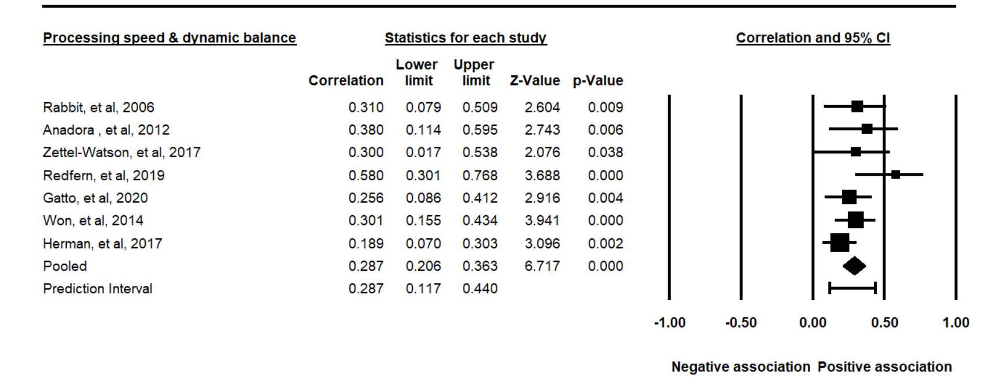 Processing speed & dynamic balance Statistics for each study Correlation and 95% CI
Lower Upper
Correlation limit limit Z-Value p-Value
Rabbit, et al, 2006 0.310 0.079 0.509 2.604 0.009
Anadora , et al, 2012 0.380 0.114 0.595 2.743 0.006
Zettel-Watson, et al, 2017 0.300 0.017 0.538 2.076 0.038
Redfern, et al, 2019 0.580 0.301 0.768 3.688 0.000
Gatto, et al, 2020 0.256 0.086 0.412 2.916 0.004
Won, et al, 2014 0.301 0.155 0.434 3.941 0.000
Herman, et al, 2017 0.189 0.070 0.303 3.096 0.002
Pooled 0.287 0.206 0.363 6.717 0.000
Prediction Interval 0.287 0.117 0.440
-1.00 -0.50 0.00 0.50 1.00
Negative association Positive association